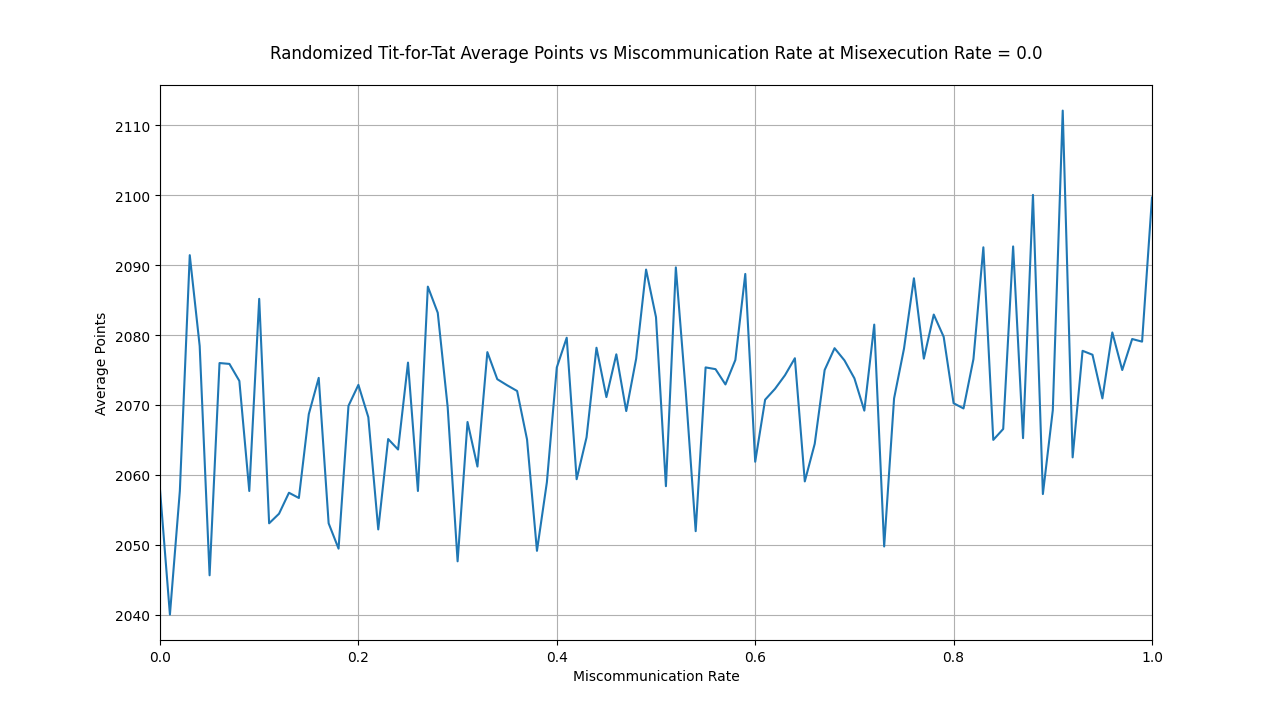 Randomized Tit-for-Tat Average Points vs Miscommunication Rate at Misexecution Rate = 0.0
2110
2100
2090
2080
2070
2060
2050
2040
Average Points
0.0 0.2 0.4 0.6 0.8 1.0
Miscommunication Rate